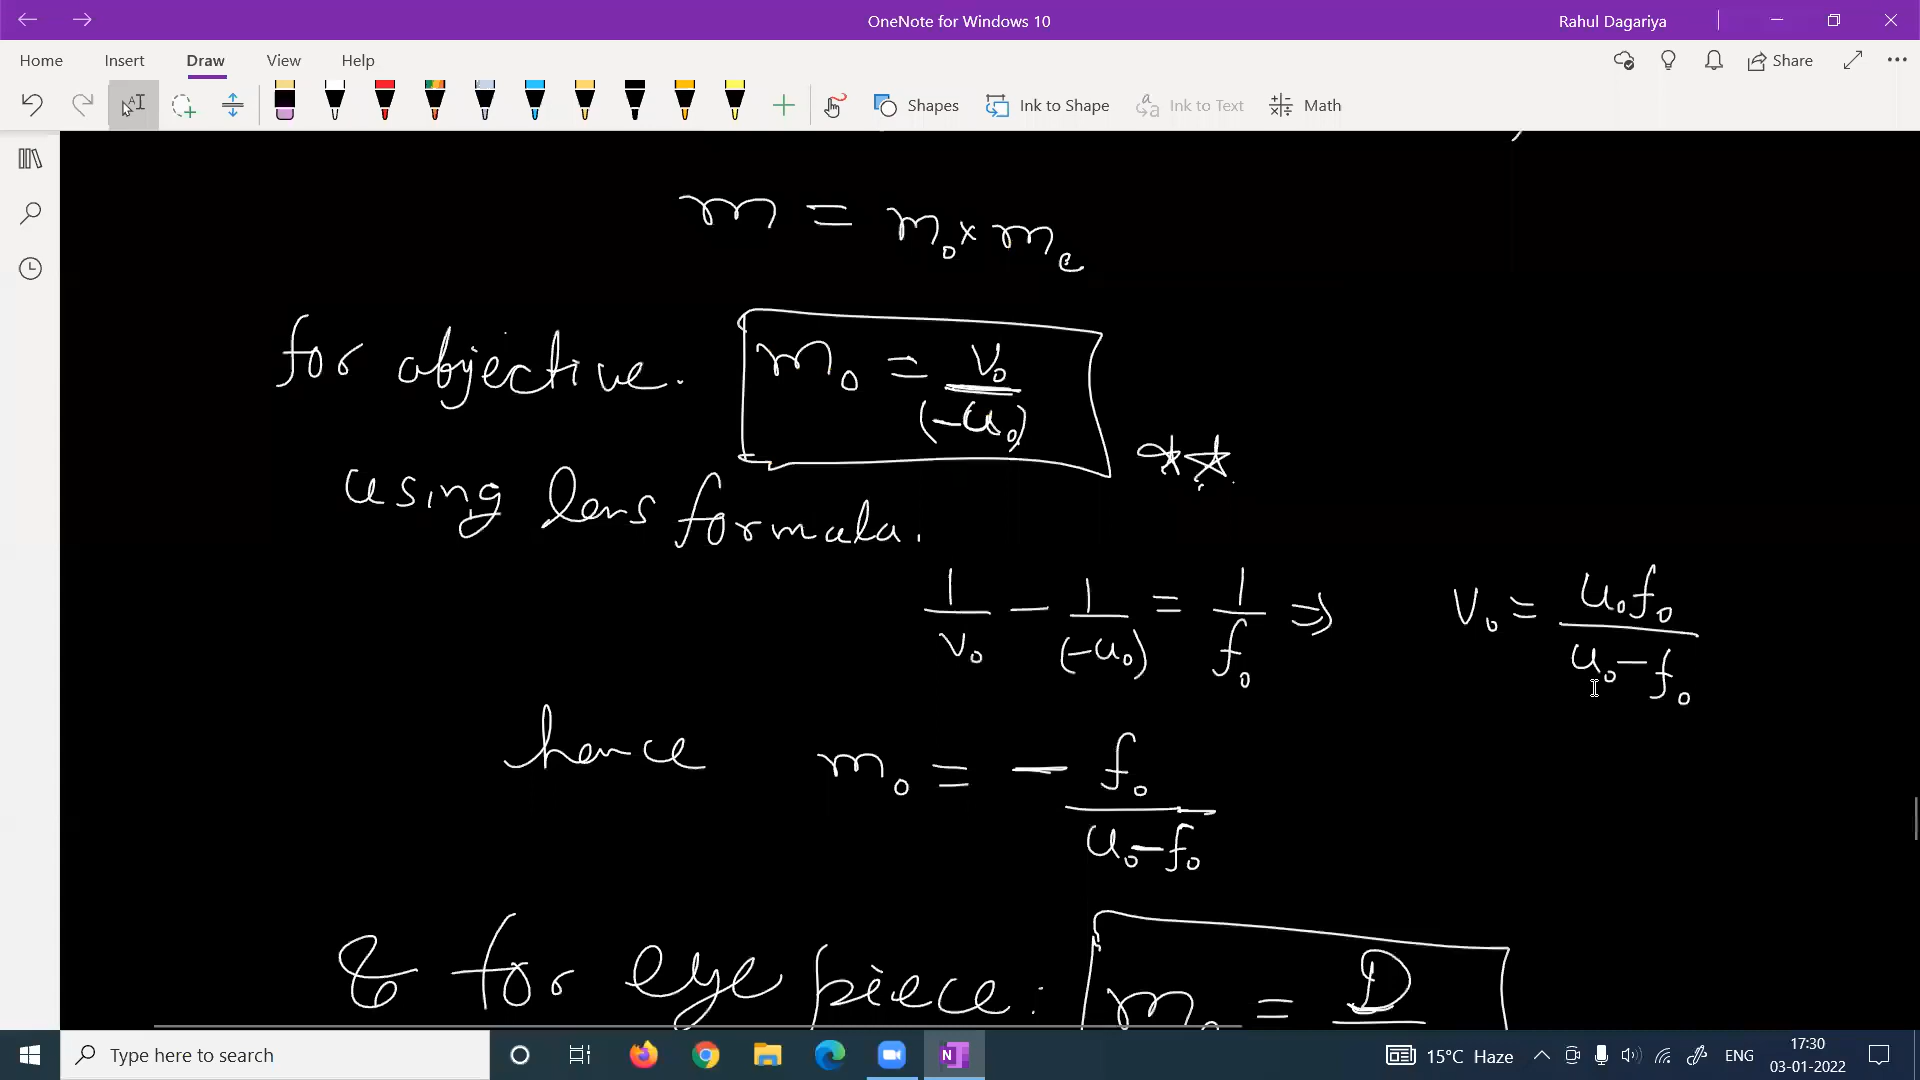 OneNote for Windows 10
Rahul Dagariya
Home Insert Draw View Help
Share
Shapes Ink to Shape Ink to Text Math
m = m₀ × mₑ
for objective. m₀ = v₀/(-u₀)
using lens formula.
1/v₀ - 1/(-u₀) = 1/f₀ ⇒ v₀ = u₀f₀/(u₀-f₀)
hence m₀ = - f₀/(u₀-f₀)
& for eye piece: m = D
Type here to search
15°C Haze
ENG
17:30
03-01-2022